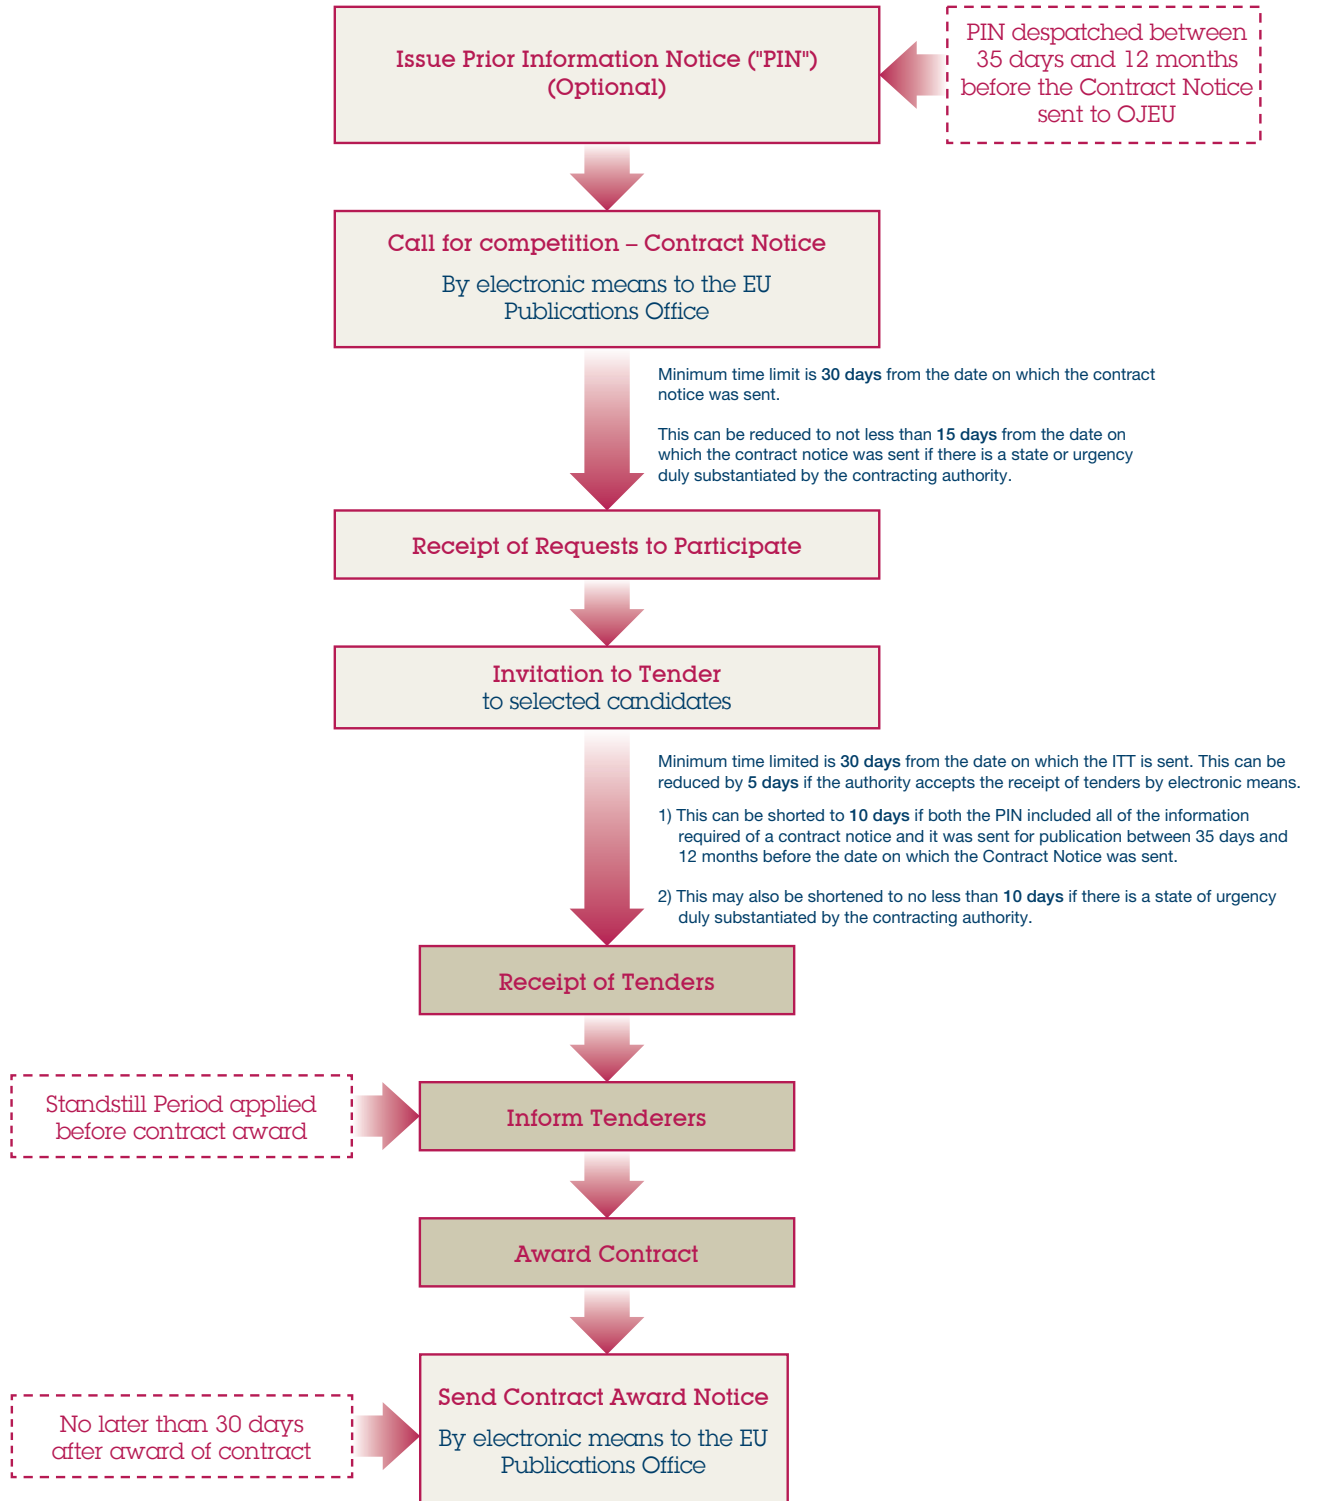 Issue Prior Information Notice ("PIN")
(Optional)
PIN despatched between
35 days and 12 months
before the Contract Notice
sent to OJEU
Call for competition – Contract Notice
By electronic means to the EU
Publications Office
Minimum time limit is 30 days from the date on which the contract
notice was sent.
This can be reduced to not less than 15 days from the date on
which the contract notice was sent if there is a state or urgency
duly substantiated by the contracting authority.
Receipt of Requests to Participate
Invitation to Tender
to selected candidates
Minimum time limited is 30 days from the date on which the ITT is sent. This can be
reduced by 5 days if the authority accepts the receipt of tenders by electronic means.
1) This can be shorted to 10 days if both the PIN included all of the information
required of a contract notice and it was sent for publication between 35 days and
12 months before the date on which the Contract Notice was sent.
2) This may also be shortened to no less than 10 days if there is a state of urgency
duly substantiated by the contracting authority.
Receipt of Tenders
Standstill Period applied
before contract award
Inform Tenderers
Award Contract
Send Contract Award Notice
By electronic means to the EU
Publications Office
No later than 30 days
after award of contract